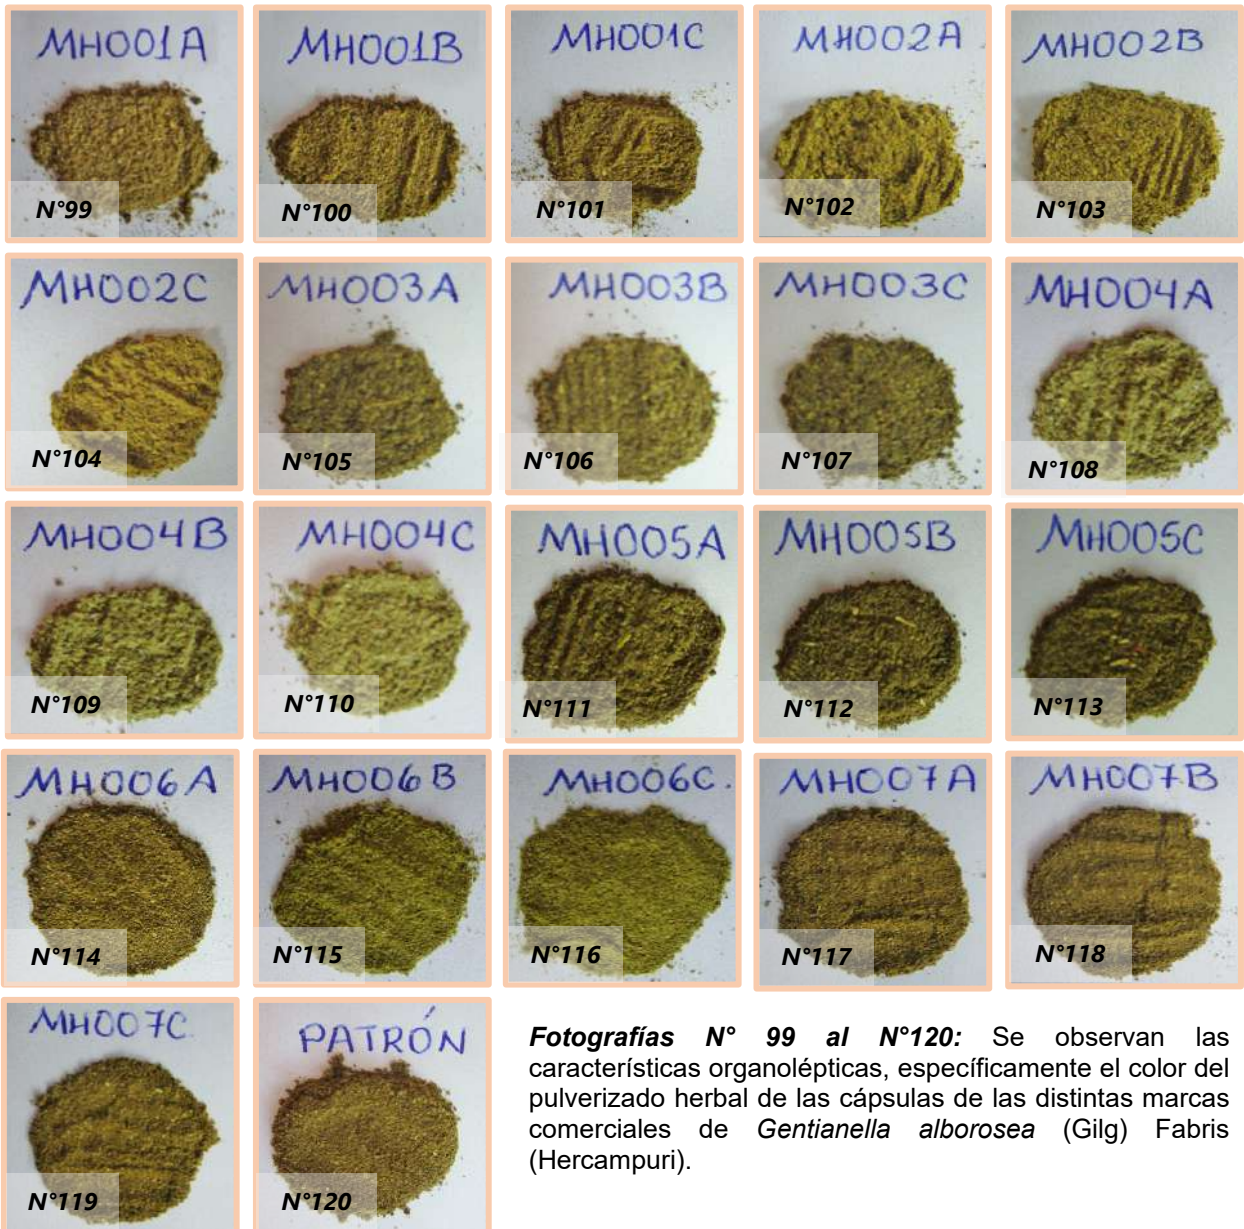 MH001A
N°99
MH001B
N°100
MH001C
N°101
MH002A
N°102
MH002B
N°103
MH002C
N°104
MH003A
N°105
MH003B
N°106
MH003C
N°107
MH004A
N°108
MH004B
N°109
MH004C
N°110
MH005A
N°111
MH005B
N°112
MH005C
N°113
MH006A
N°114
MH006B
N°115
MH006C.
N°116
MH007A
N°117
MH007B
N°118
MH007C
N°119
PATRÓN
N°120
Fotografías N° 99 al N°120: Se observan las
características organolépticas, específicamente el color del
pulverizado herbal de las cápsulas de las distintas marcas
comerciales de Gentianella alborosea (Gilg) Fabris
(Hercampuri).